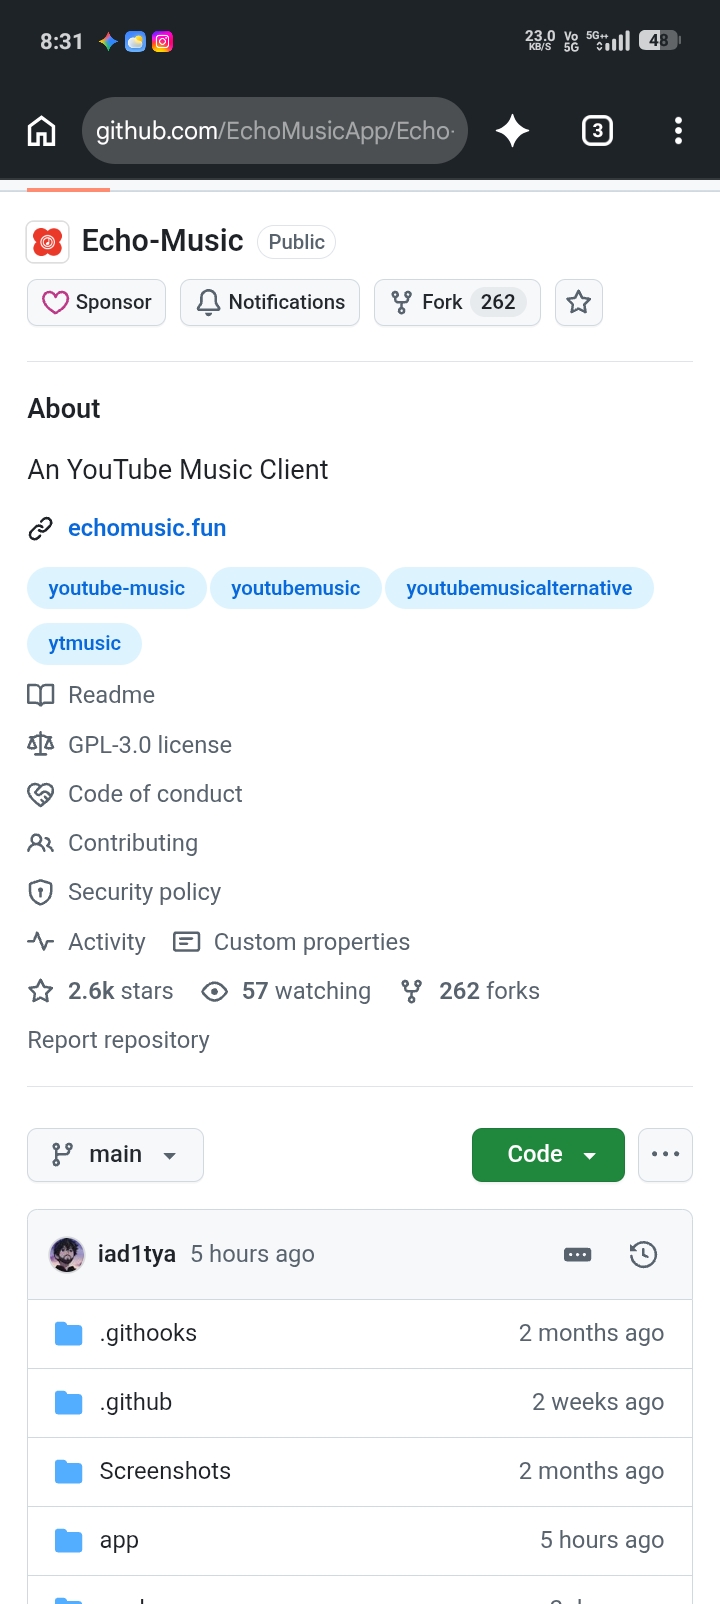 8:31 23.0 KB/S Vo 5G 5G++ 48
github.com/EchoMusicApp/Echo- 3
Echo-Music Public
Sponsor Notifications Fork 262
About
An YouTube Music Client
echomusic.fun
youtube-music youtubemusic youtubemusicalternative
ytmusic
Readme
GPL-3.0 license
Code of conduct
Contributing
Security policy
Activity Custom properties
2.6k stars 57 watching 262 forks
Report repository
main Code
iad1tya 5 hours ago
.githooks 2 months ago
.github 2 weeks ago
Screenshots 2 months ago
app 5 hours ago